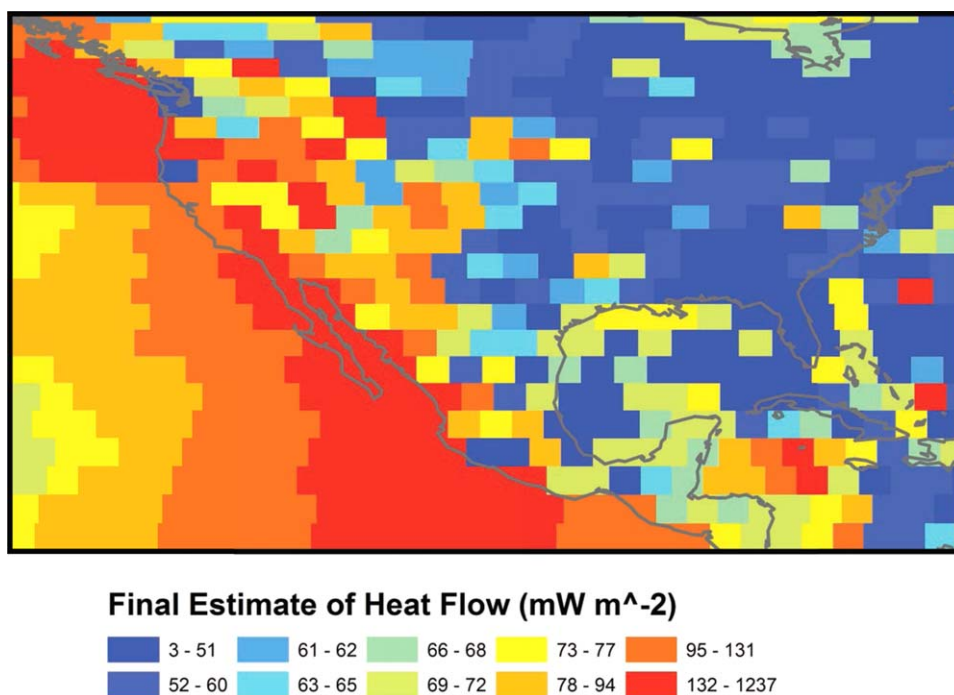 Final Estimate of Heat Flow (mW m^-2)
3 - 51 61 - 62 66 - 68 73 - 77 95 - 131
52 - 60 63 - 65 69 - 72 78 - 94 132 - 1237